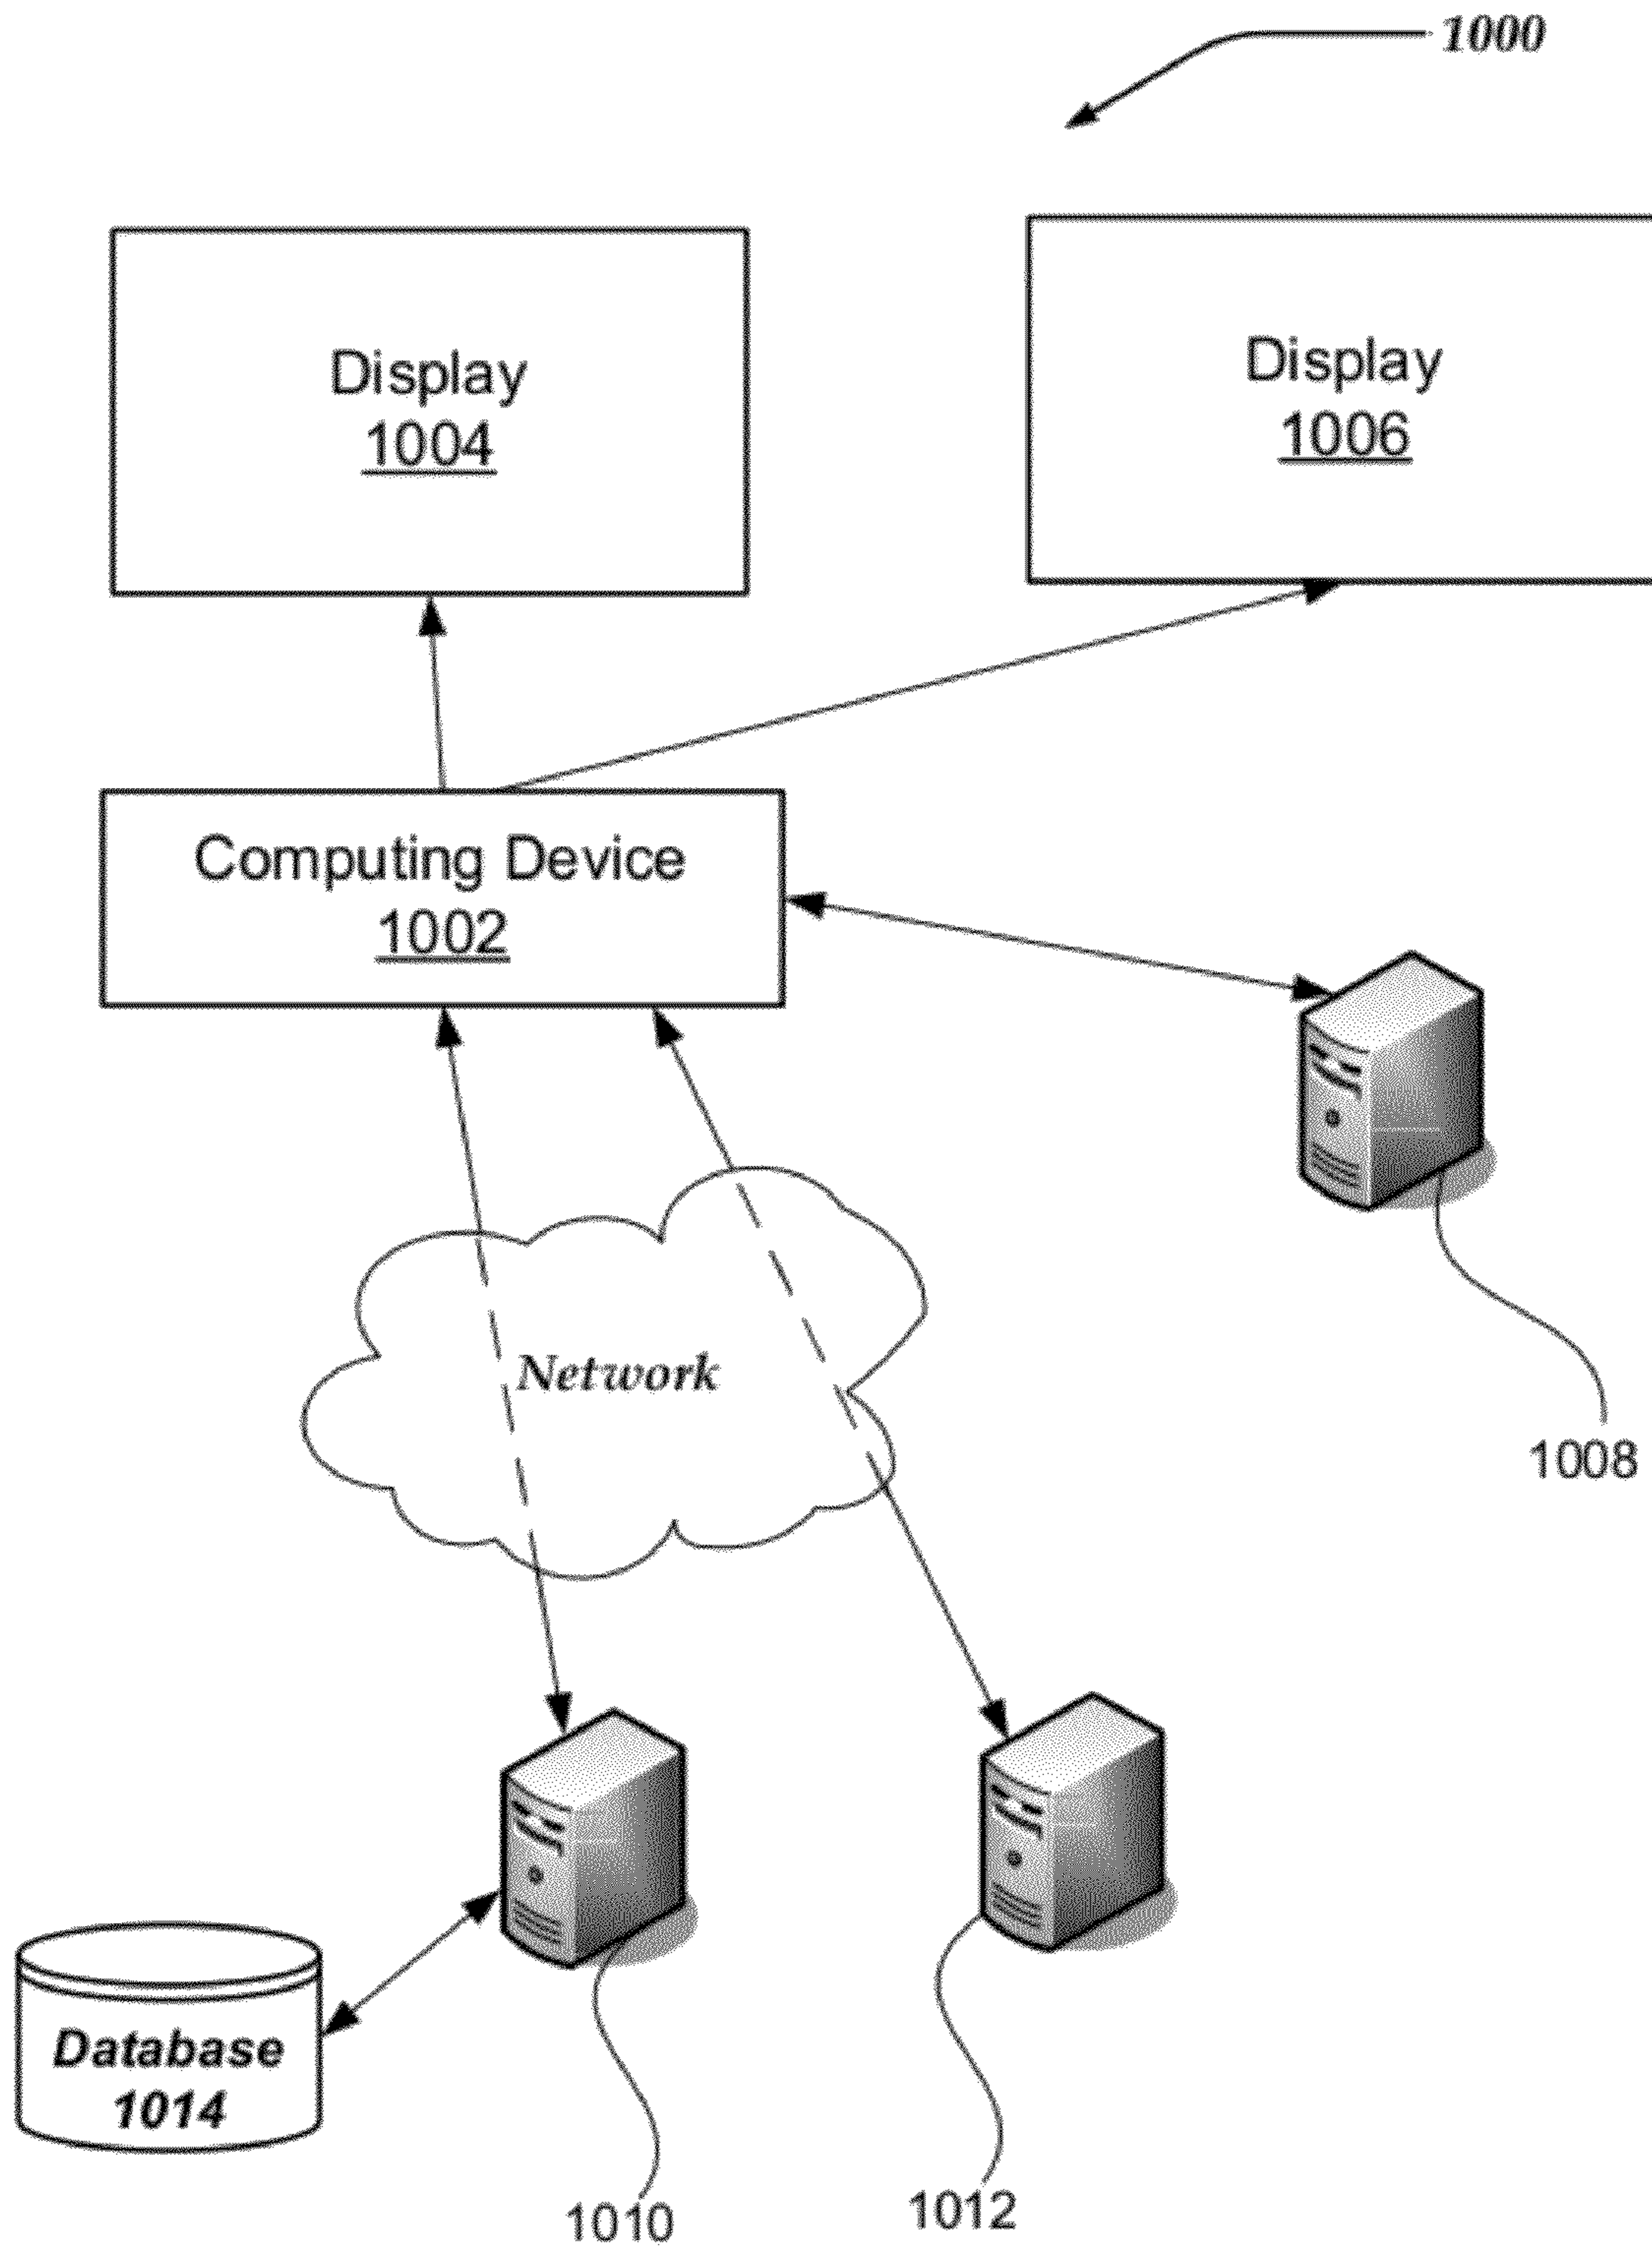 1000
Display
1004
Display
1006
Computing Device
1002
1008
Network
Database
1014
1010
1012